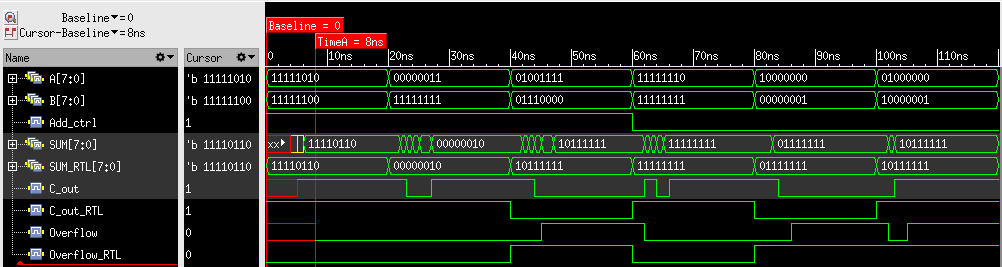 Baseline▼=0
Cursor-Baseline▼=8ns
Baseline = 0
TimeA = 8ns
Name Cursor 0 10ns 20ns 30ns 40ns 50ns 60ns 70ns 80ns 90ns 100ns 110ns
A[7:0] 'b 11111010 11111010 00000011 01001111 11111110 10000000 01000000
B[7:0] 'b 11111100 11111100 11111111 01110000 11111111 00000001 10000001
Add_ctrl 1
SUM[7:0] 'b 11110110 xx 11110110 00000010 10111111 11111111 01111111 10111111
SUM_RTL[7:0] 'b 11110110 11110110 00000010 10111111 11111111 01111111 10111111
C_out 1
C_out_RTL 1
Overflow 0
Overflow_RTL 0